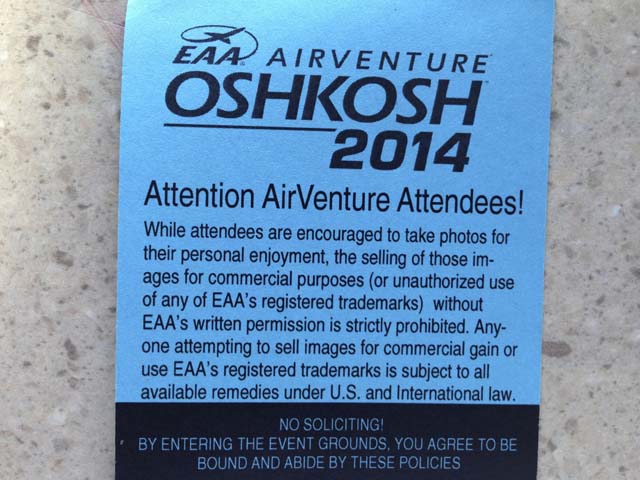 EAA AIRVENTURE
OSHKOSH
2014
Attention AirVenture Attendees!
While attendees are encouraged to take photos for
their personal enjoyment, the selling of those im-
ages for commercial purposes (or unauthorized use
of any of EAA's registered trademarks) without
EAA's written permission is strictly prohibited. Any-
one attempting to sell images for commercial gain or
use EAA's registered trademarks is subject to all
available remedies under U.S. and International law.
NO SOLICITING!
BY ENTERING THE EVENT GROUNDS, YOU AGREE TO BE
BOUND AND ABIDE BY THESE POLICIES